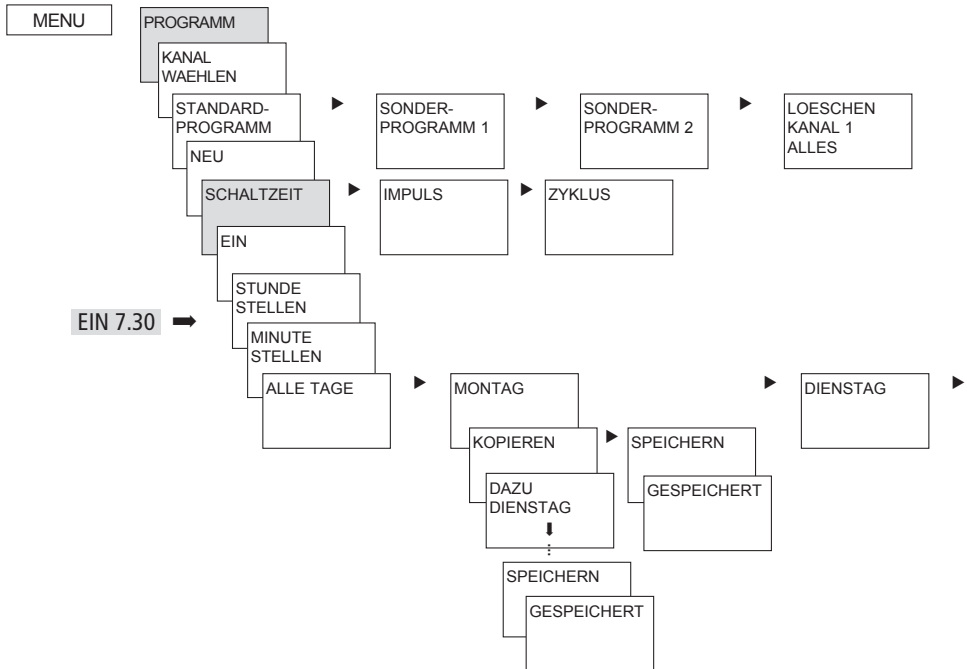 MENU
PROGRAMM
KANAL
WAEHLEN
STANDARD-
PROGRAMM
SONDER-
PROGRAMM 1
SONDER-
PROGRAMM 2
LOESCHEN
KANAL 1
ALLES
NEU
SCHALTZEIT
IMPULS
ZYKLUS
EIN
STUNDE
STELLEN
EIN 7.30
MINUTE
STELLEN
ALLE TAGE
MONTAG
DIENSTAG
KOPIEREN
SPEICHERN
DAZU
DIENSTAG
GESPEICHERT
SPEICHERN
GESPEICHERT